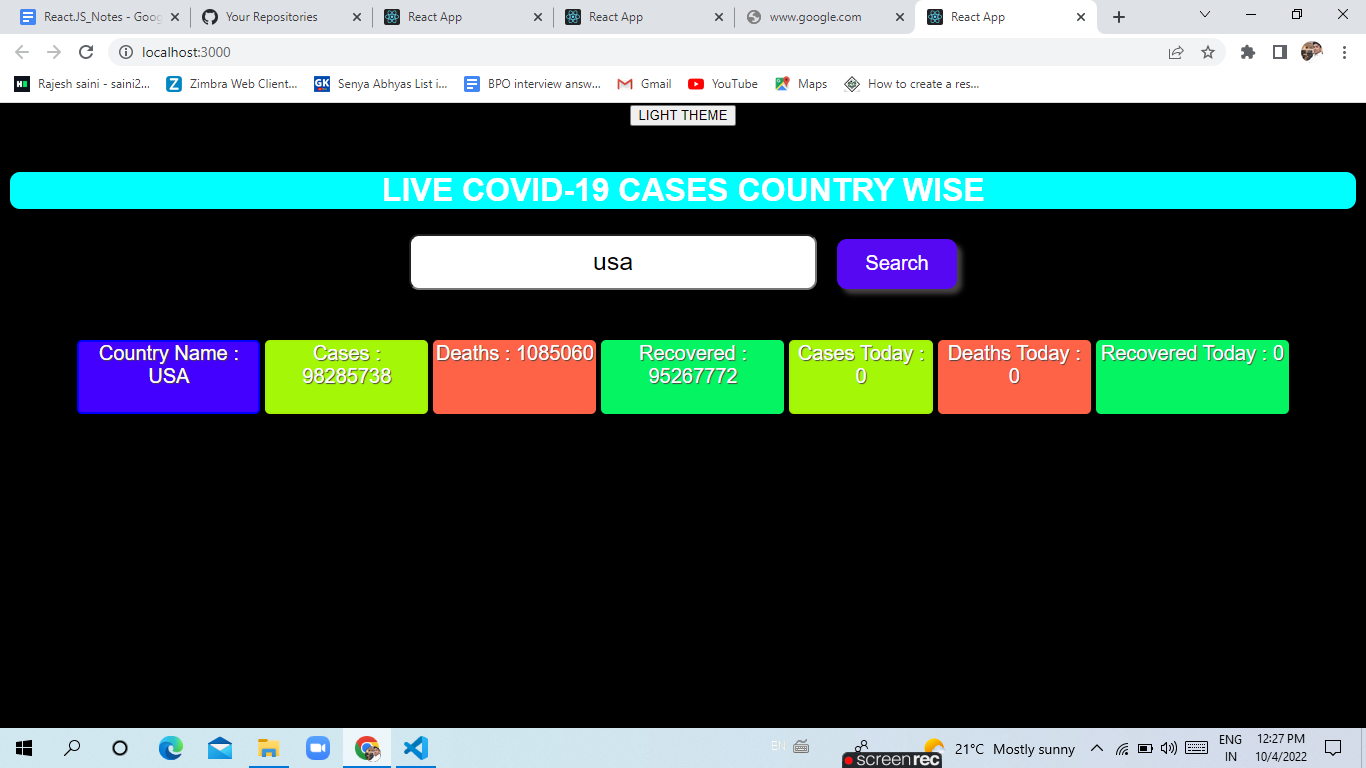 React.JS_Notes - Goog
Your Repositories
React App
React App
www.google.com
React App
localhost:3000
Rajesh saini - saini2...
Zimbra Web Client...
GK
Senya Abhyas List i...
BPO interview answ...
Gmail
YouTube
Maps
How to create a res...
LIGHT THEME
LIVE COVID-19 CASES COUNTRY WISE
usa
Search
Country Name :
USA
Cases :
98285738
Deaths : 1085060
Recovered :
95267772
Cases Today :
0
Deaths Today :
0
Recovered Today : 0
EN
21°C Mostly sunny
ENG
IN
12:27 PM
10/4/2022
screenrec